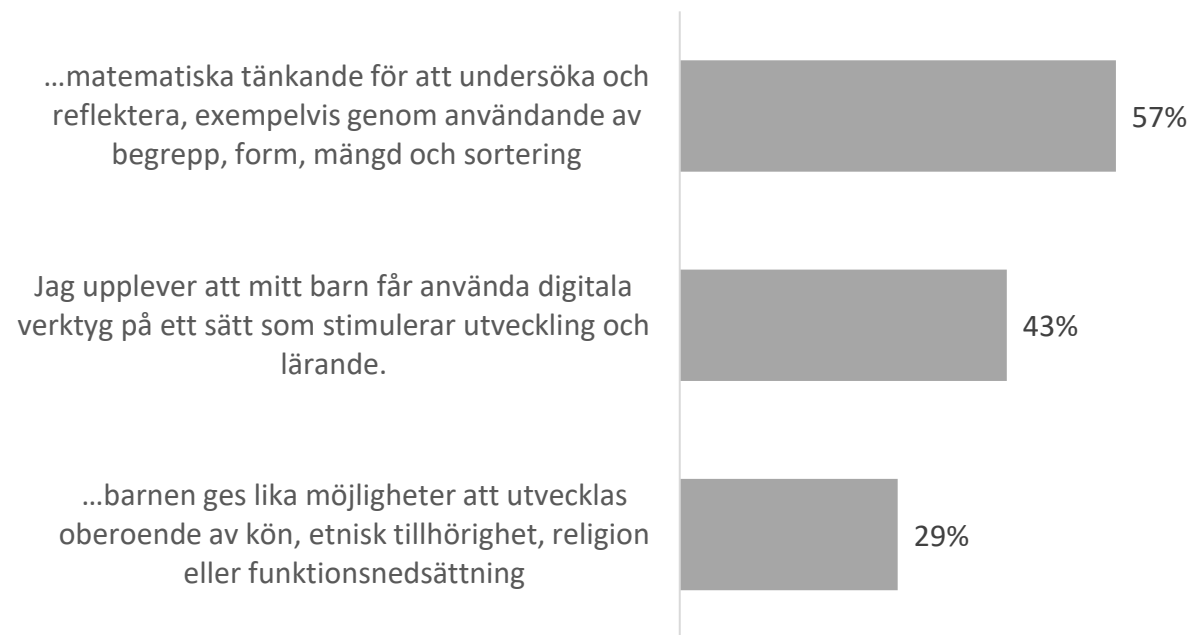 …matematiska tänkande för att undersöka och
reflektera, exempelvis genom användande av
begrepp, form, mängd och sortering
57%
Jag upplever att mitt barn får använda digitala
verktyg på ett sätt som stimulerar utveckling och
lärande.
43%
…barnen ges lika möjligheter att utvecklas
oberoende av kön, etnisk tillhörighet, religion
eller funktionsnedsättning
29%